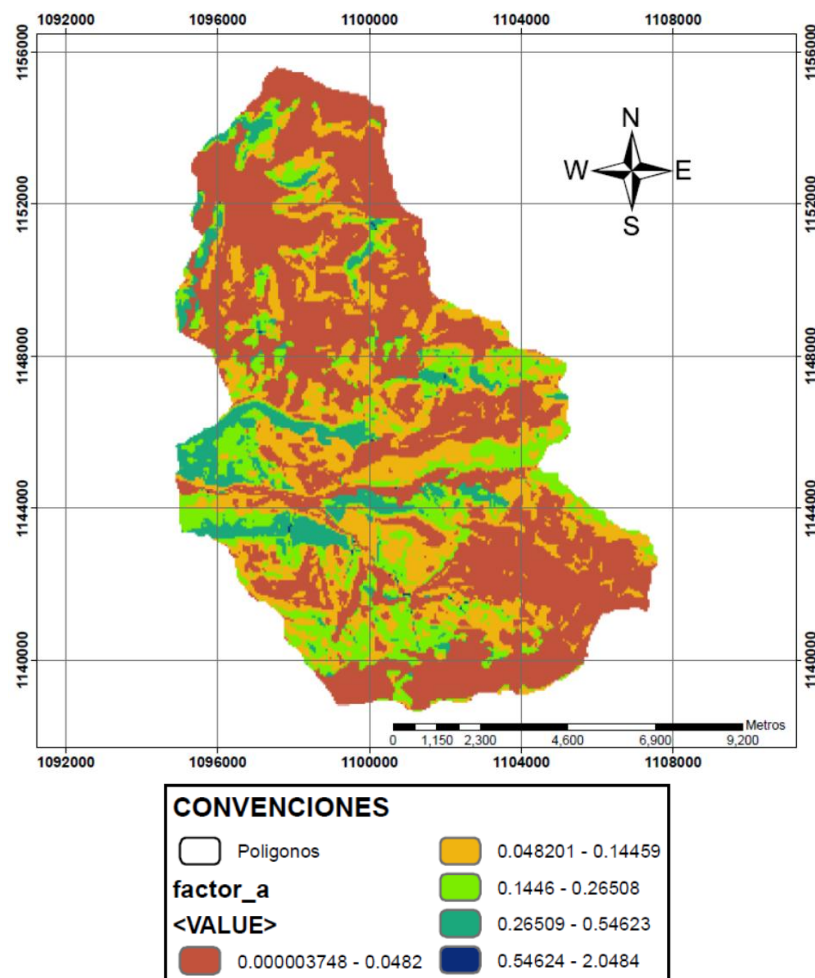 1092000 1096000 1100000 1104000 1108000
1156000 1156000
N
W E
S
1152000 1152000
1148000 1148000
1144000 1144000
1140000 1140000
Metros
0 1,150 2,300 4,600 6,900 9,200
1092000 1096000 1100000 1104000 1108000
CONVENCIONES
Poligonos
factor_a
<VALUE>
0.000003748 - 0.0482
0.048201 - 0.14459
0.1446 - 0.26508
0.26509 - 0.54623
0.54624 - 2.0484